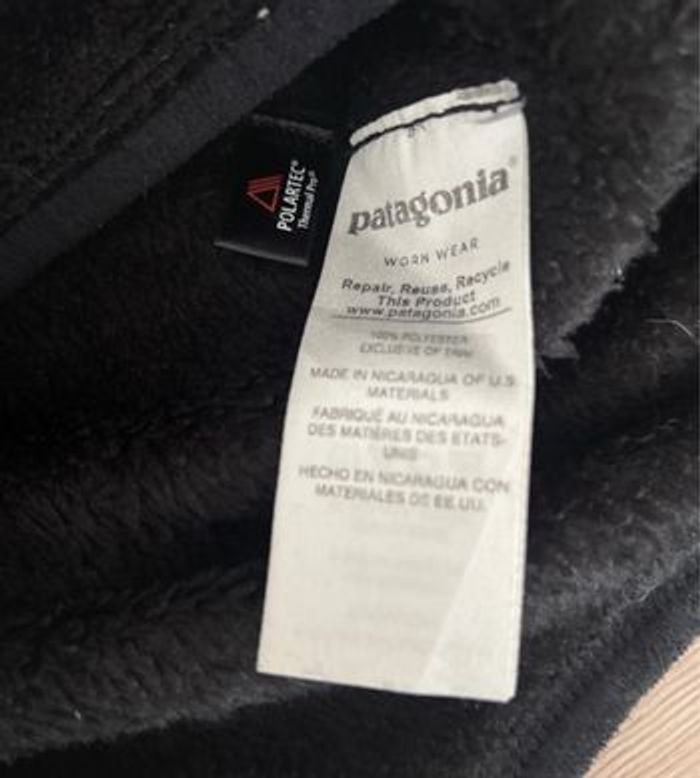 POLARTEC®
Thermal Pro®
patagonia®
WORN WEAR
Repair, Reuse, Recycle
This Product
www.patagonia.com
100% POLYESTER
EXCLUSIVE OF TRIM
MADE IN NICARAGUA OF U.S.
MATERIALS
FABRIQUÉ AU NICARAGUA
DES MATIÈRES DES ETATS-
UNIS
HECHO EN NICARAGUA CON
MATERIALES DE EE.UU.